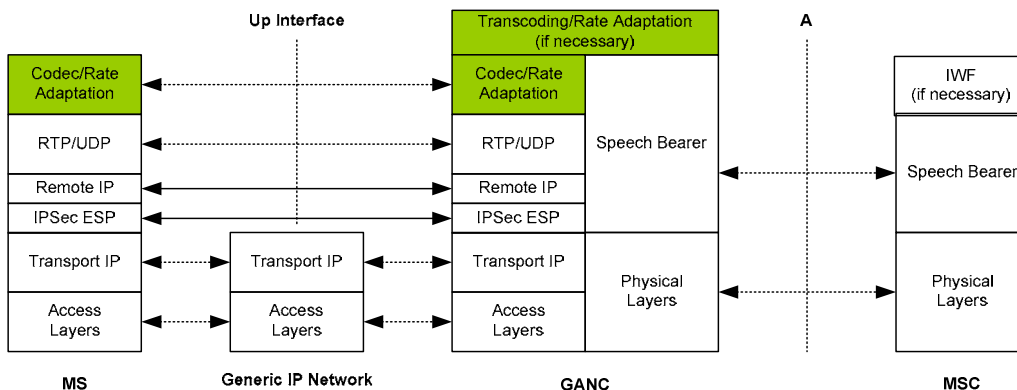 Up Interface
Transcoding/Rate Adaptation
(if necessary)
A
Codec/Rate
Adaptation
Codec/Rate
Adaptation
IWF
(if necessary)
RTP/UDP
RTP/UDP
Speech Bearer
Speech Bearer
Remote IP
Remote IP
IPSec ESP
IPSec ESP
Transport IP
Transport IP
Transport IP
Physical
Layers
Physical
Layers
Access
Layers
Access
Layers
Access
Layers
MS
Generic IP Network
GANC
MSC